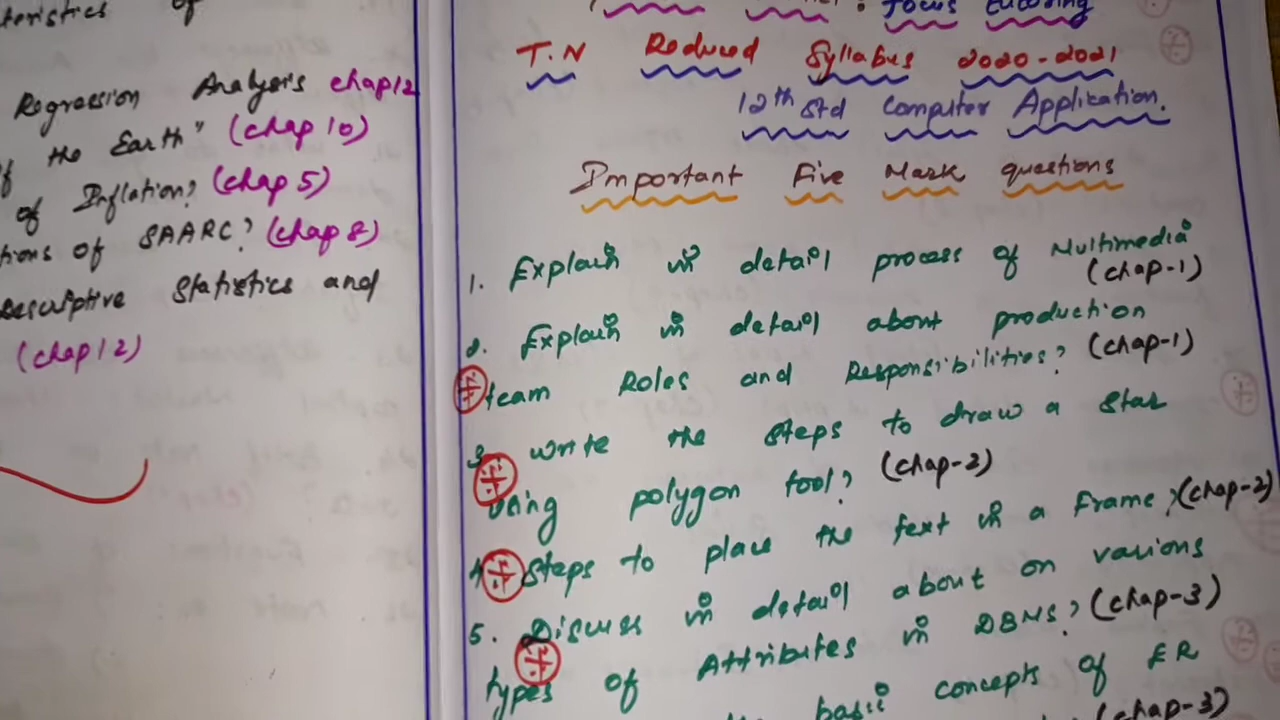 of
Regression Analysis chap12
the Earth" (chap 10)
of Inflation? (chap 5)
of SAARC? (chap 8)
Statistics and
(chap12)
: Focus tutoring
T.N Reduced Syllabus 2020-2021
12th std Computer Application.
Important Five Mark questions
1. Explain in detail process of Multimedia
(chap-1)
2. Explain in detail about production
team Roles and Responsibilities? (chap-1)
3. Write the steps to draw a star
using polygon tool? (chap-2)
4. Steps to place the text in a frame? (chap-2)
5. Discuss in detail about on various
types of Attributes in DBMS? (chap-3)
basic concepts of ER
(chap-3)